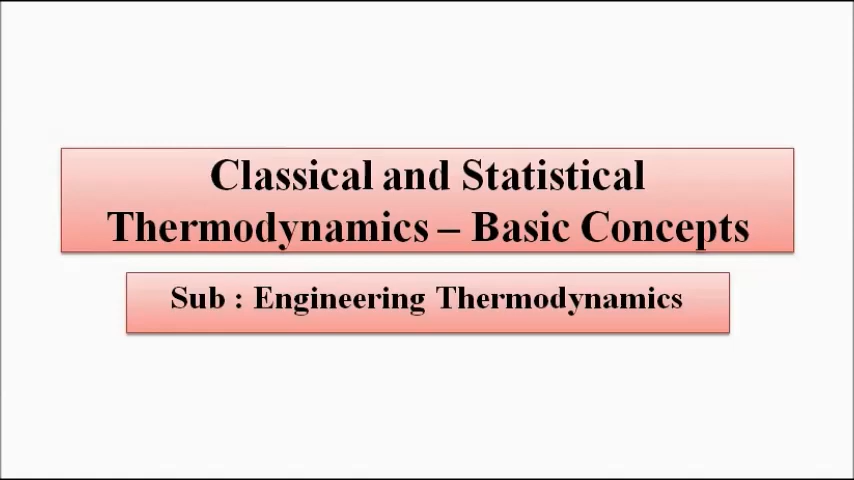 Classical and Statistical
Thermodynamics – Basic Concepts
Sub : Engineering Thermodynamics